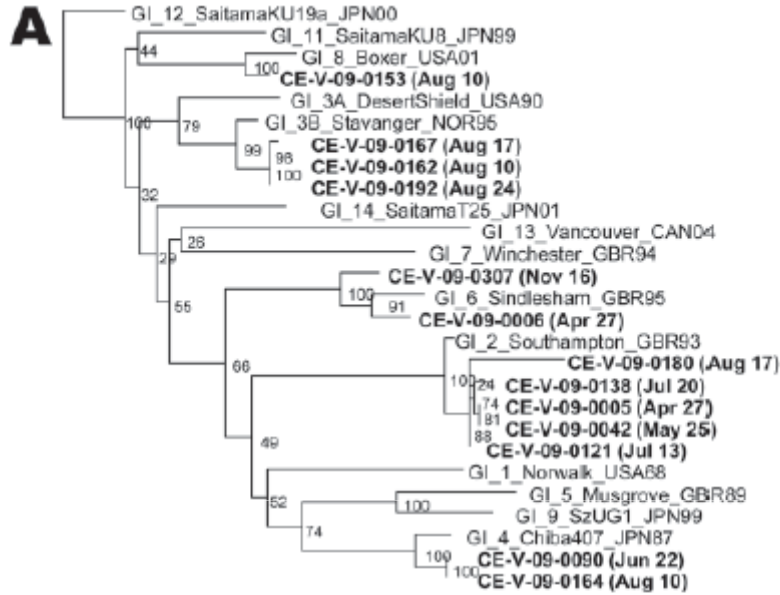 A
GI_12_SaitamaKU19a_JPN00
GI_11_SaitamaKU8_JPN99
44
GI_8_Boxer_USA01
100
CE-V-09-0153 (Aug 10)
GI_3A_DesertShield_USA90
100
79
GI_3B_Stavanger_NOR95
CE-V-09-0167 (Aug 17)
99
98
CE-V-09-0162 (Aug 10)
100
CE-V-09-0192 (Aug 24)
32
GI_14_SaitamaT25_JPN01
GI_13_Vancouver_CAN04
26
GI_7_Winchester_GBR94
29
CE-V-09-0307 (Nov 16)
100
GI_6_Sindlesham_GBR95
91
55
CE-V-09-0006 (Apr 27)
GI_2_Southampton_GBR93
66
CE-V-09-0180 (Aug 17)
100
24
CE-V-09-0138 (Jul 20)
74
CE-V-09-0005 (Apr 27)
81
CE-V-09-0042 (May 25)
88
49
CE-V-09-0121 (Jul 13)
GI_1_Norwalk_USA68
52
GI_5_Musgrove_GBR89
100
GI_9_SzUG1_JPN99
74
GI_4_Chiba407_JPN87
100
CE-V-09-0090 (Jun 22)
100
CE-V-09-0164 (Aug 10)